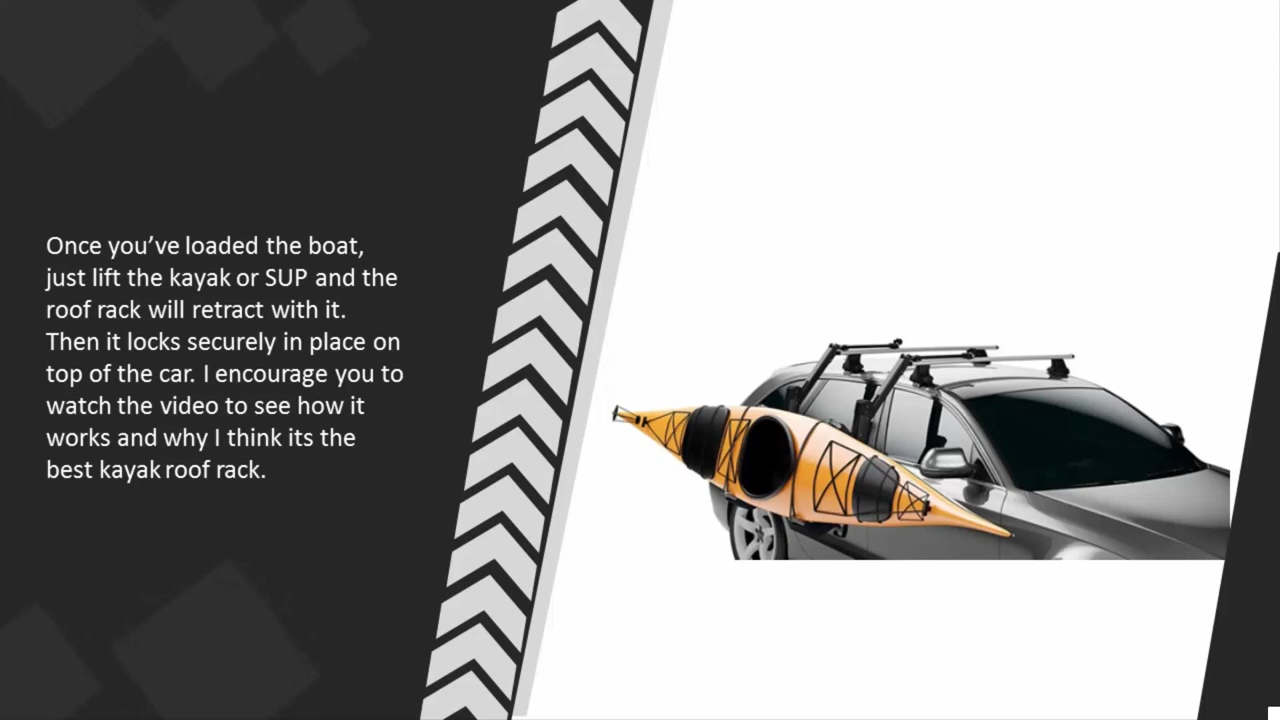 Once you’ve loaded the boat,
just lift the kayak or SUP and the
roof rack will retract with it.
Then it locks securely in place on
top of the car. I encourage you to
watch the video to see how it
works and why I think its the
best kayak roof rack.